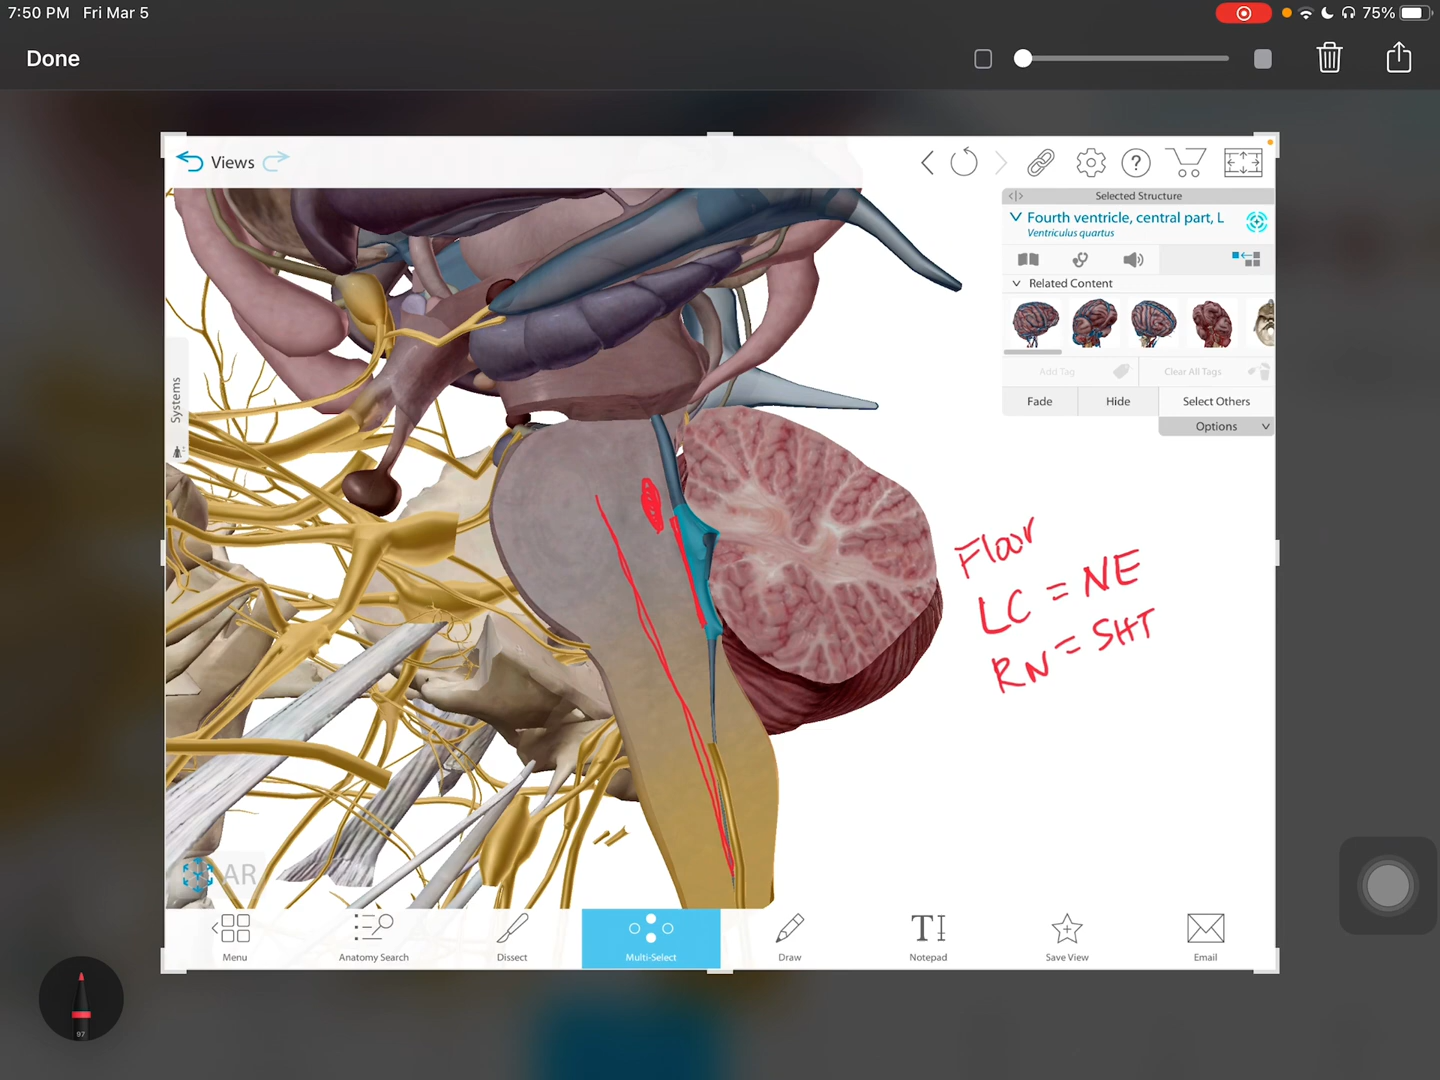 7:50 PM Fri Mar 5
75%
Done
Views
Selected Structure
Fourth ventricle, central part, L
Ventriculus quartus
Related Content
Add Tag
Clear All Tags
Fade
Hide
Select Others
Options
Systems
Floor
LC = NE
RN = 5HT
AR
Menu
Anatomy Search
Dissect
Multi-Select
Draw
Notepad
Save View
Email
97